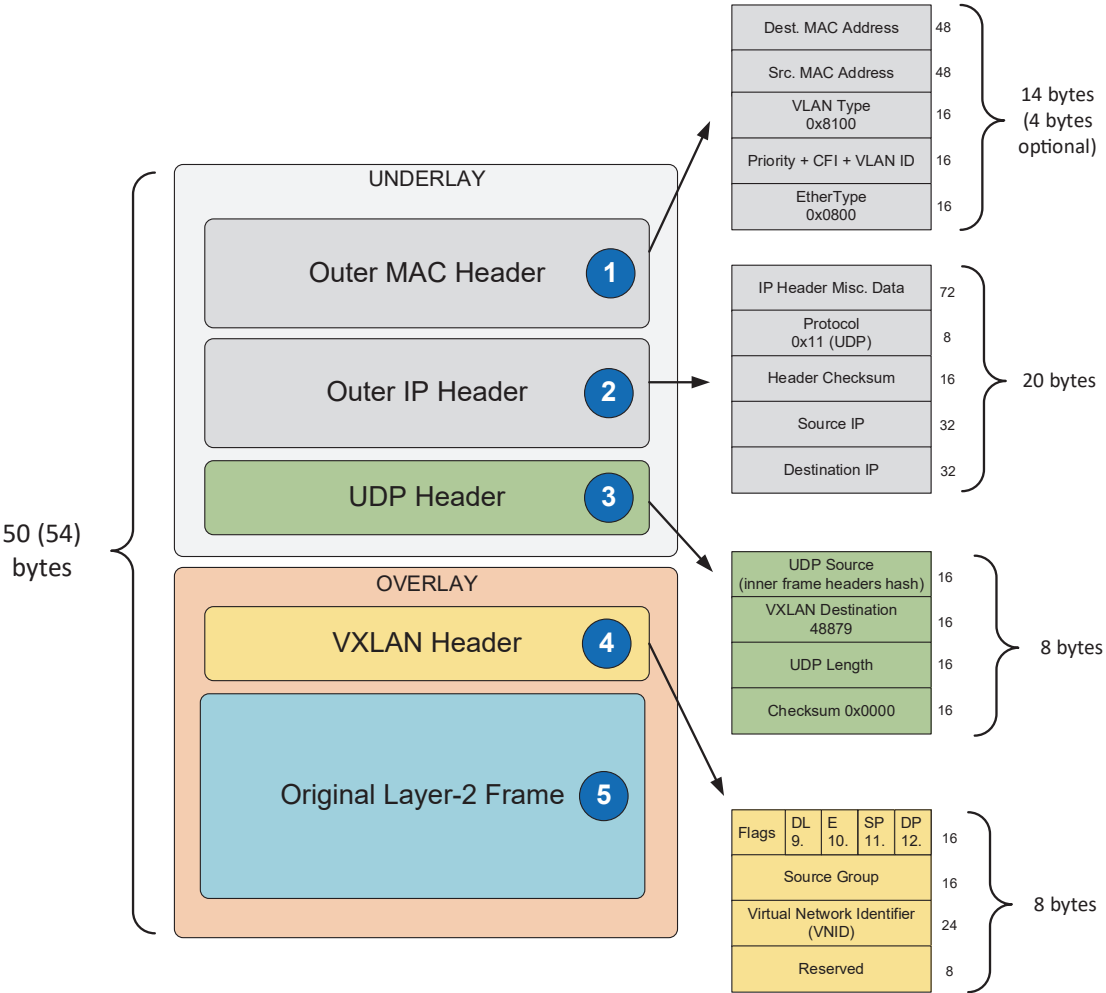 50 (54)
bytes
UNDERLAY
Outer MAC Header
1
Outer IP Header
2
UDP Header
3
OVERLAY
VXLAN Header
4
Original Layer-2 Frame
5
Dest. MAC Address
48
Src. MAC Address
48
VLAN Type
0x8100
16
Priority + CFI + VLAN ID
16
EtherType
0x0800
16
14 bytes
(4 bytes
optional)
IP Header Misc. Data
72
Protocol
0x11 (UDP)
8
Header Checksum
16
Source IP
32
Destination IP
32
20 bytes
UDP Source
(inner frame headers hash)
16
VXLAN Destination
48879
16
UDP Length
16
Checksum 0x0000
16
8 bytes
Flags
DL
9.
E
10.
SP
11.
DP
12.
16
Source Group
16
Virtual Network Identifier
(VNID)
24
Reserved
8
8 bytes